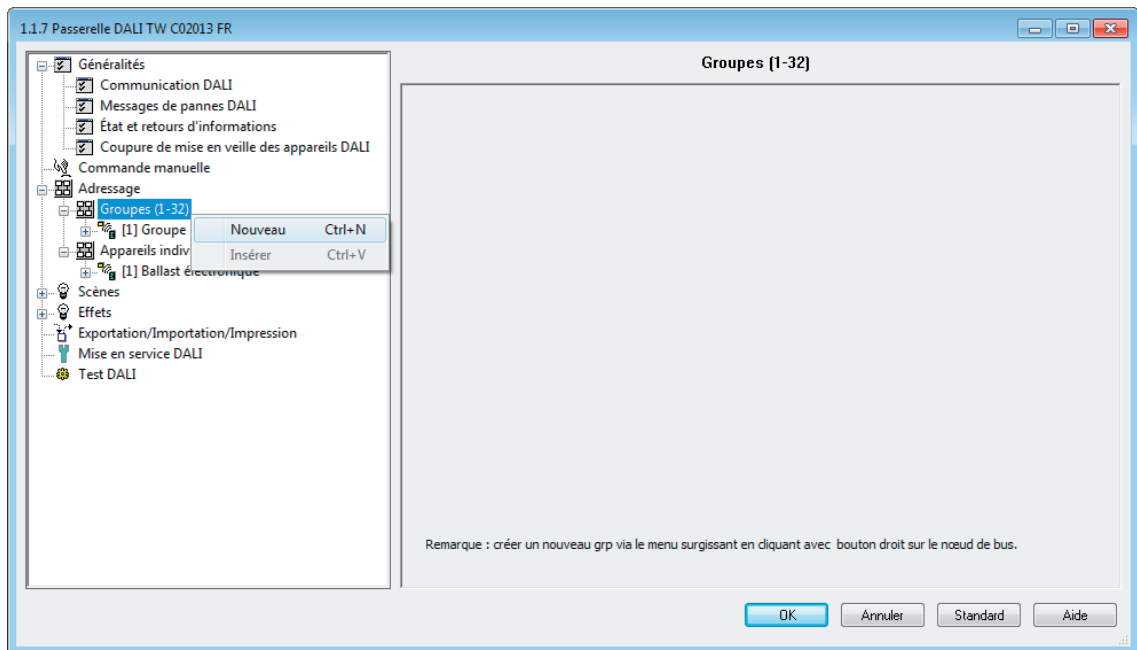 1.1.7 Passerelle DALI TW C02013 FR
Généralités
Communication DALI
Messages de pannes DALI
État et retours d'informations
Coupure de mise en veille des appareils DALI
Commande manuelle
Adressage
Groupes (1-32)
[1] Groupe
Appareils indiv
[1] Ballast électronique
Scènes
Effets
Exportation/Importation/Impression
Mise en service DALI
Test DALI
Nouveau Ctrl+N
Insérer Ctrl+V
Groupes (1-32)
Remarque : créer un nouveau grp via le menu surgissant en cliquant avec bouton droit sur le nœud de bus.
OK
Annuler
Standard
Aide